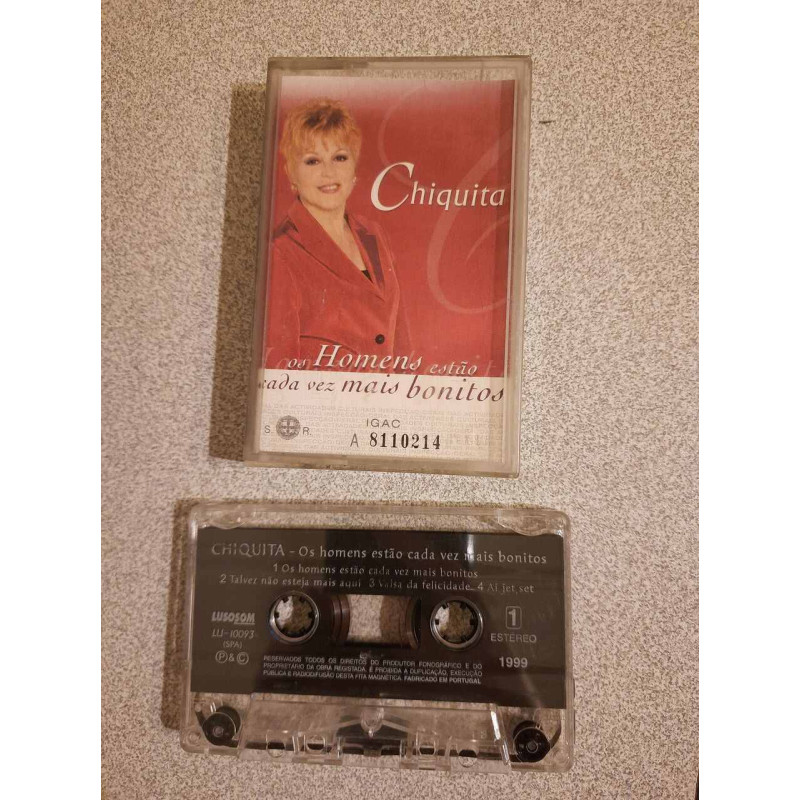 Chiquita
os Homens estão
cada vez mais bonitos
IGAC
S. R.
A 8110214
CHIQUITA - Os homens estão cada vez mais bonitos
1 Os homens estão cada vez mais bonitos
2 Talvez não esteja mais aqui 3 Valsa da felicidade 4 Ai jet set
LUSOSOM
LU-10093
(SPA)
P & C
1
ESTÉREO
1999
RESERVADOS TODOS OS DIREITOS DO PRODUTOR FONOGRÁFICO E DO
PROPRIETÁRIO DA OBRA REGISTADA. É PROIBIDA A DUPLICAÇÃO, EXECUÇÃO
PÚBLICA E RADIODIFUSÃO DESTA FITA MAGNÉTICA. FABRICADO EM PORTUGAL